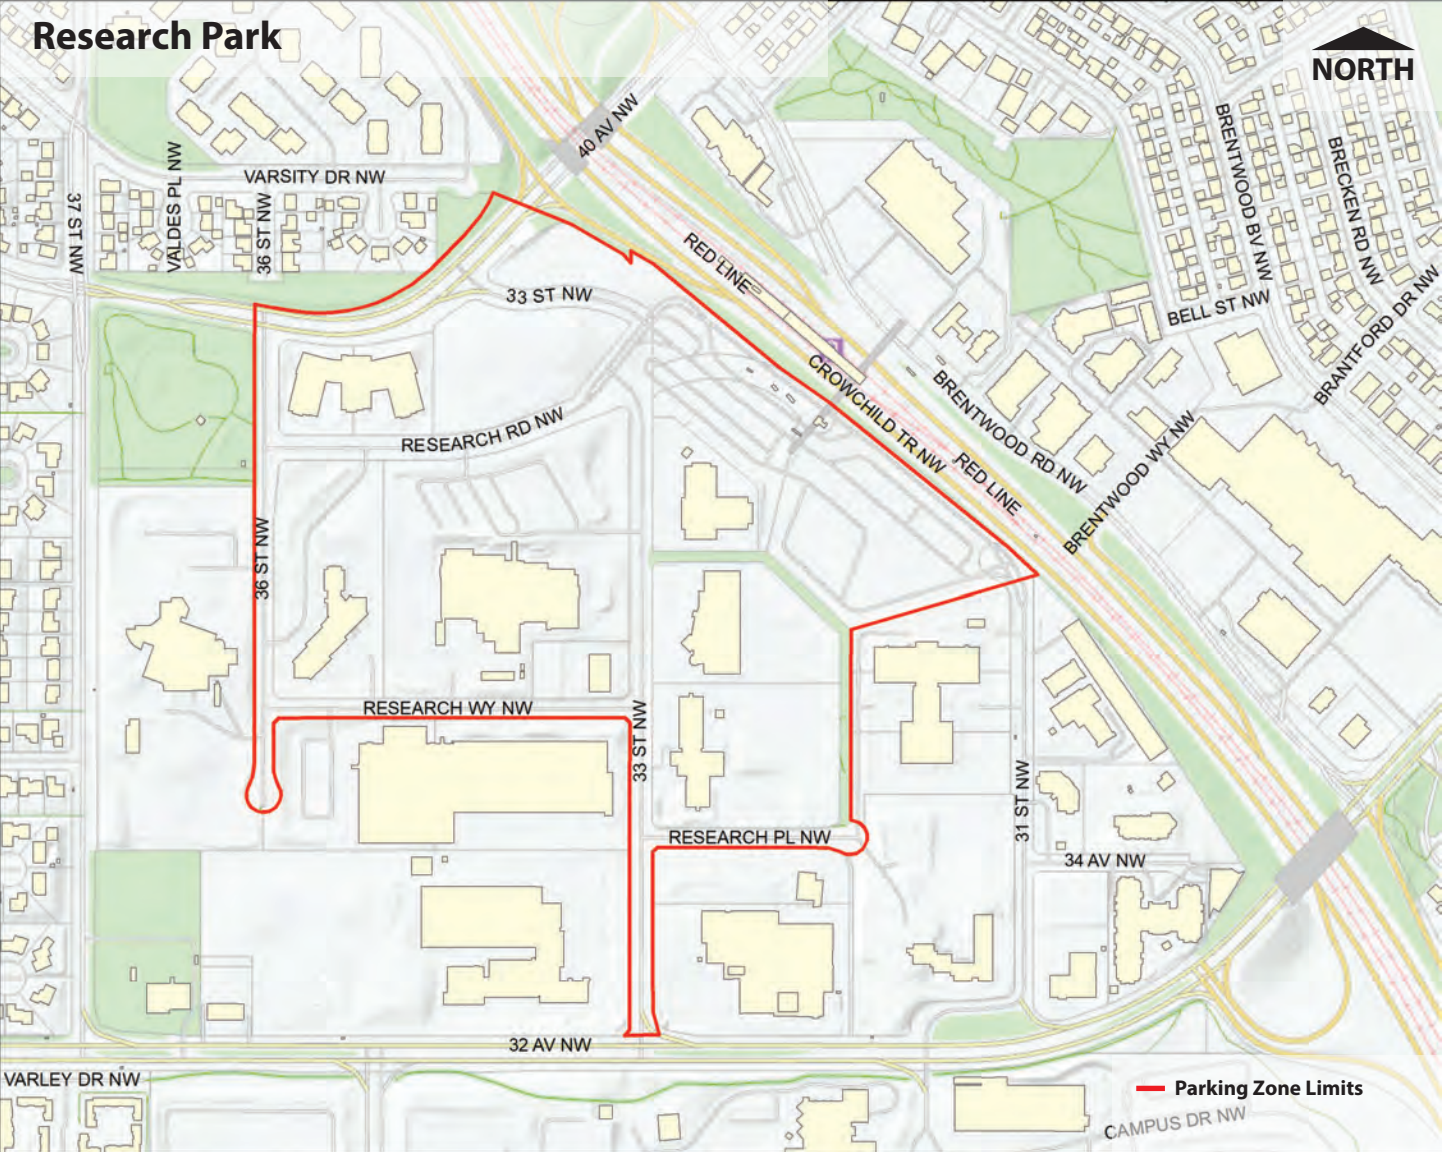 Research Park
NORTH
40 AV NW
VARSITY DR NW
VALDES PL NW
36 ST NW
37 ST NW
BRENTWOOD BV NW
BRECKEN RD NW
RED LINE
33 ST NW
BELL ST NW
BRANTFORD DR NW
CROWCHILD TR NW
BRENTWOOD RD NW
RESEARCH RD NW
RED LINE
BRENTWOOD WY NW
36 ST NW
RESEARCH WY NW
33 ST NW
31 ST NW
RESEARCH PL NW
34 AV NW
32 AV NW
VARLEY DR NW
Parking Zone Limits
CAMPUS DR NW